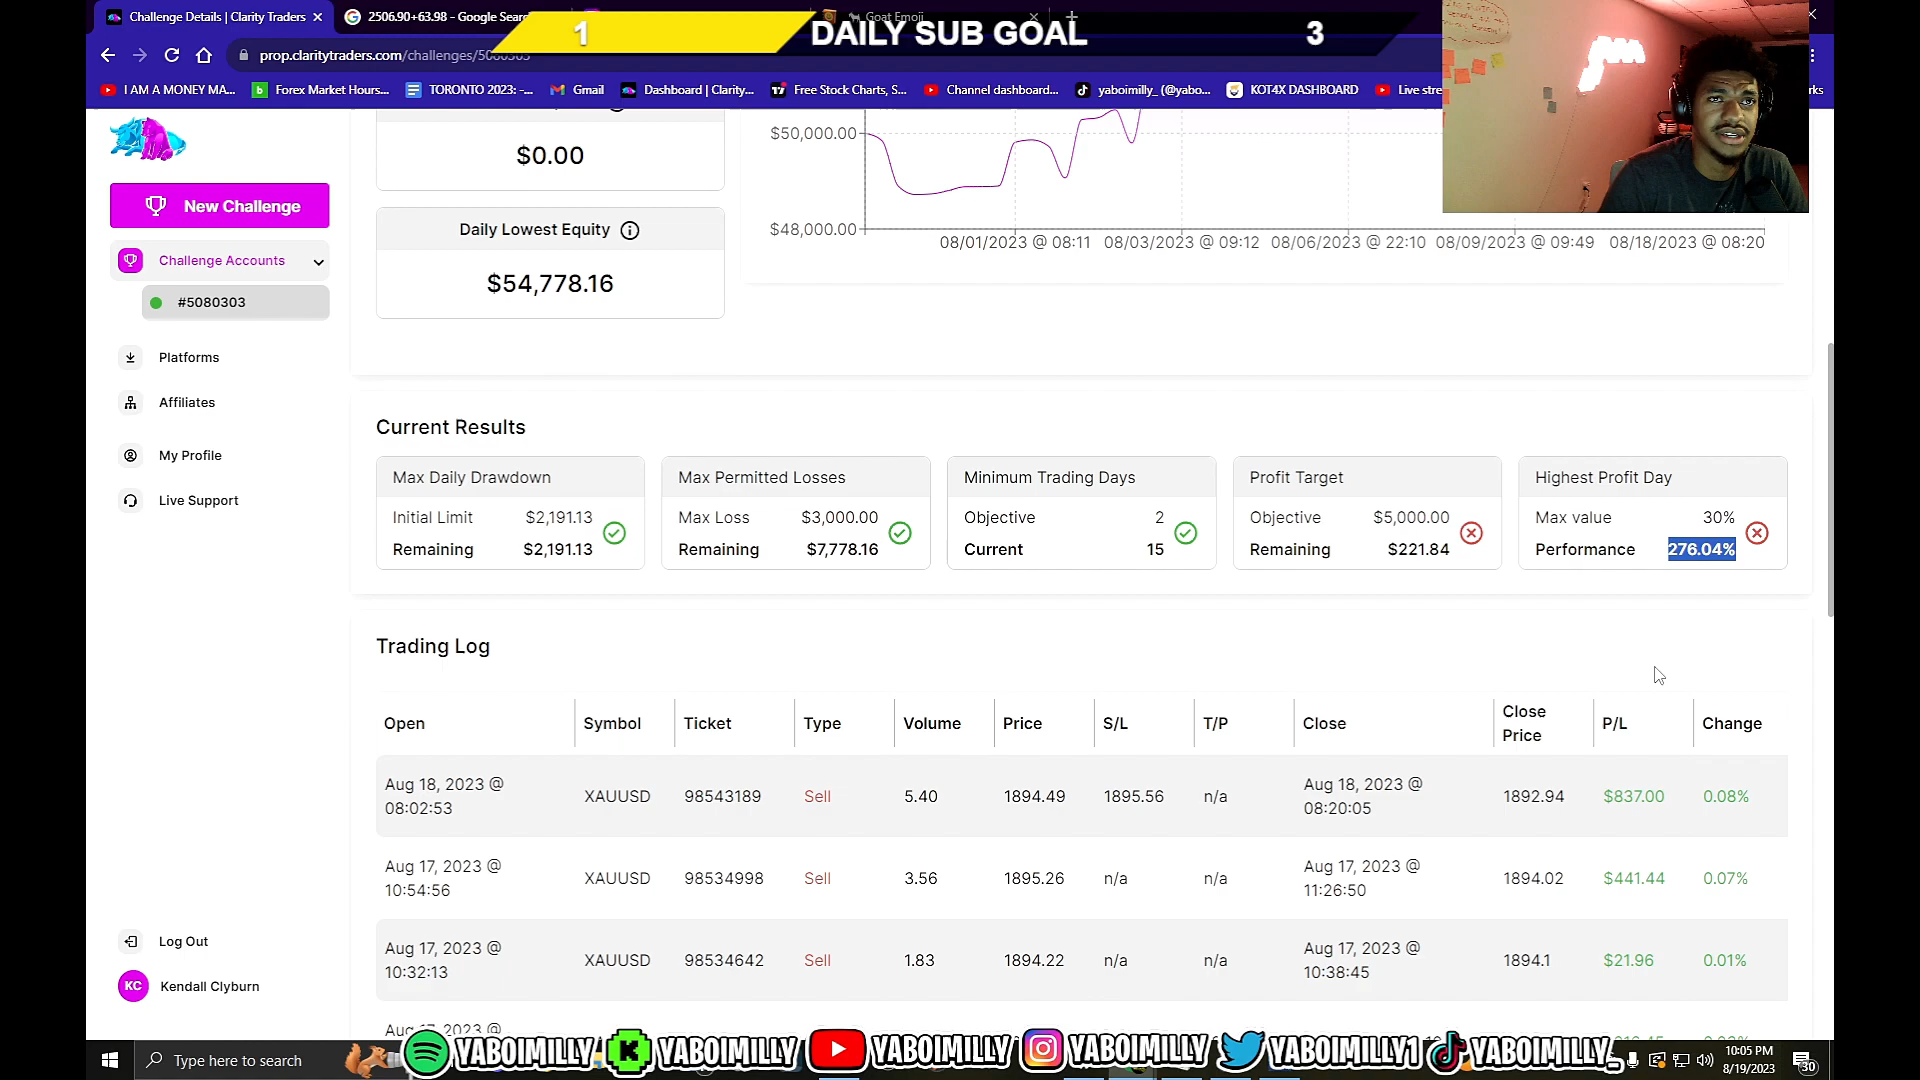 Challenge Details | Clarity Traders
2506.90+63.98 - Google Sear
Goat Emoji
1
DAILY SUB GOAL
3
prop.claritytraders.com/challenges/5080303
I AM A MONEY MA...
Forex Market Hours...
TORONTO 2023: -...
Gmail
Dashboard | Clarity...
Free Stock Charts, S...
Channel dashboard...
yaboimilly_ (@yabo...
KOT4X DASHBOARD
Live stre
New Challenge
Challenge Accounts
#5080303
Platforms
Affiliates
My Profile
Live Support
Log Out
KC
Kendall Clyburn
$0.00
Daily Lowest Equity
$54,778.16
$50,000.00
$48,000.00
08/01/2023 @ 08:11 08/03/2023 @ 09:12 08/06/2023 @ 22:10 08/09/2023 @ 09:49 08/18/2023 @ 08:20
Current Results
Max Daily Drawdown
Initial Limit $2,191.13
Remaining $2,191.13
Max Permitted Losses
Max Loss $3,000.00
Remaining $7,778.16
Minimum Trading Days
Objective 2
Current 15
Profit Target
Objective $5,000.00
Remaining $221.84
Highest Profit Day
Max value 30%
Performance 276.04%
Trading Log
Open Symbol Ticket Type Volume Price S/L T/P Close Close Price P/L Change
Aug 18, 2023 @ 08:02:53 XAUUSD 98543189 Sell 5.40 1894.49 1895.56 n/a Aug 18, 2023 @ 08:20:05 1892.94 $837.00 0.08%
Aug 17, 2023 @ 10:54:56 XAUUSD 98534998 Sell 3.56 1895.26 n/a n/a Aug 17, 2023 @ 11:26:50 1894.02 $441.44 0.07%
Aug 17, 2023 @ 10:32:13 XAUUSD 98534642 Sell 1.83 1894.22 n/a n/a Aug 17, 2023 @ 10:38:45 1894.1 $21.96 0.01%
Type here to search
YABOIMILLY
K
YABOIMILLY
YABOIMILLY
YABOIMILLY
YABOIMILLY1
YABOIMILLY_
10:05 PM
8/19/2023
30